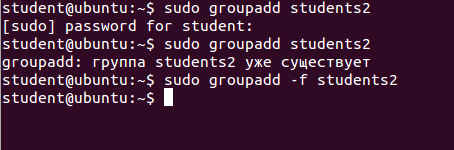 student@ubuntu:~$ sudo groupadd students2
[sudo] password for student:
student@ubuntu:~$ sudo groupadd students2
groupadd: группа students2 уже существует
student@ubuntu:~$ sudo groupadd -f students2
student@ubuntu:~$